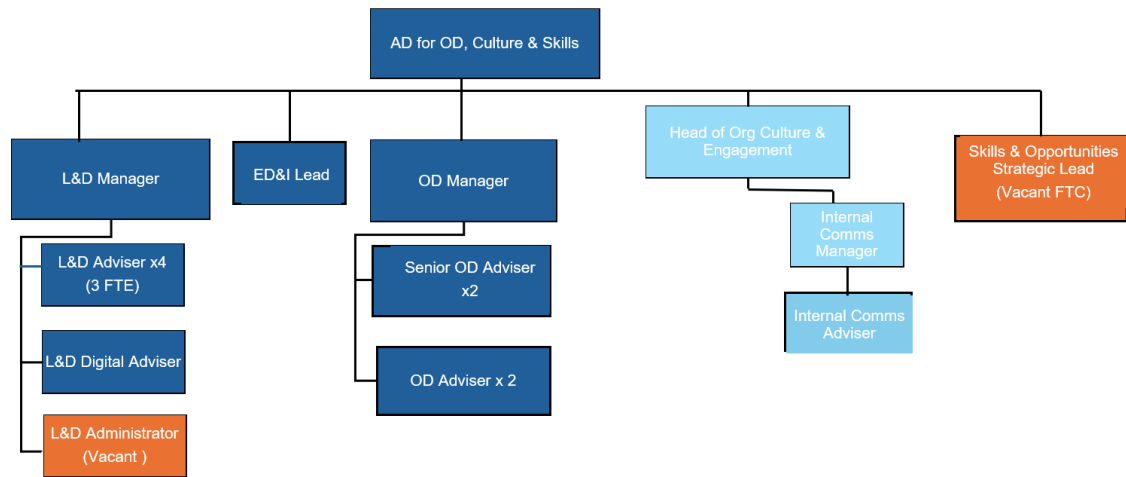 AD for OD, Culture & Skills
L&D Manager
ED&I Lead
OD Manager
Head of Org Culture &
Engagement
Skills & Opportunities
Strategic Lead
(Vacant FTC)
L&D Adviser x4
(3 FTE)
L&D Digital Adviser
L&D Administrator
(Vacant )
Senior OD Adviser
x2
OD Adviser x 2
Internal
Comms
Manager
Internal Comms
Adviser